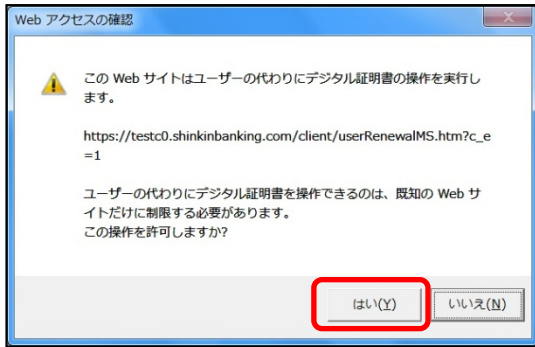 Web アクセスの確認
この Web サイトはユーザーの代わりにデジタル証明書の操作を実行し
ます。
https://testc0.shinkinbanking.com/client/userRenewalMS.htm?c_e
=1
ユーザーの代わりにデジタル証明書を操作できるのは、既知の Web サ
イトだけに制限する必要があります。
この操作を許可しますか?
はい(Y) いいえ(N)